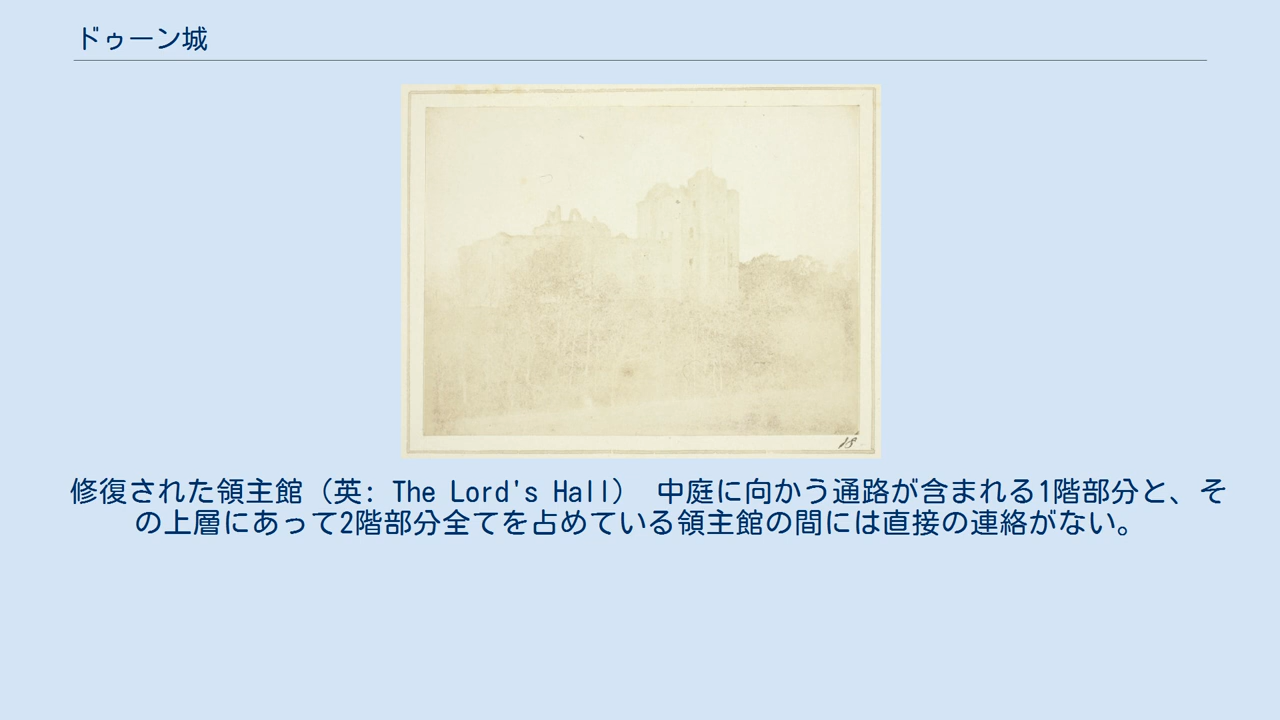 ドゥーン城
修復された領主館（英: The Lord's Hall） 中庭に向かう通路が含まれる1階部分と、そ
の上層にあって2階部分全てを占めている領主館の間には直接の連絡がない。